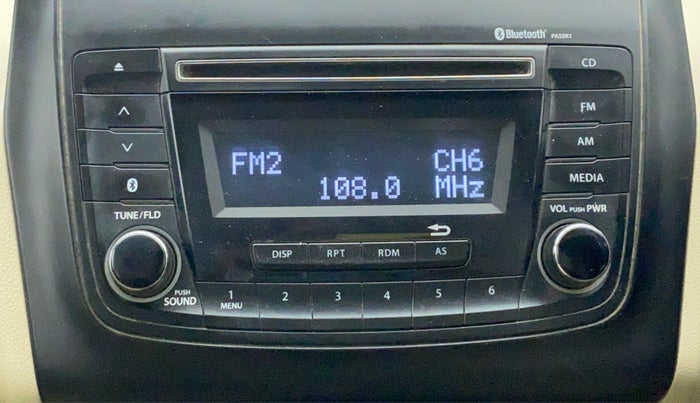 Bluetooth PA5SR1
CD
FM
AM
MEDIA
FM2 CH6
108.0 MHz
TUNE/FLD
VOL PUSH PWR
DISP RPT RDM AS
PUSH
SOUND
1 2 3 4 5 6
MENU